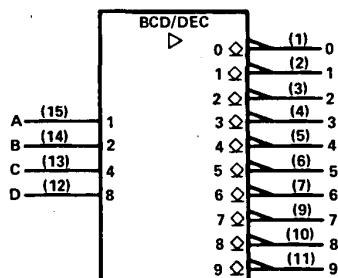 BCD/DEC
0 (1) 0
1 (2) 1
2 (3) 2
A (15) 1 3 (4) 3
B (14) 2 4 (5) 4
C (13) 4 5 (6) 5
D (12) 8 6 (7) 6
7 (9) 7
8 (10) 8
9 (11) 9